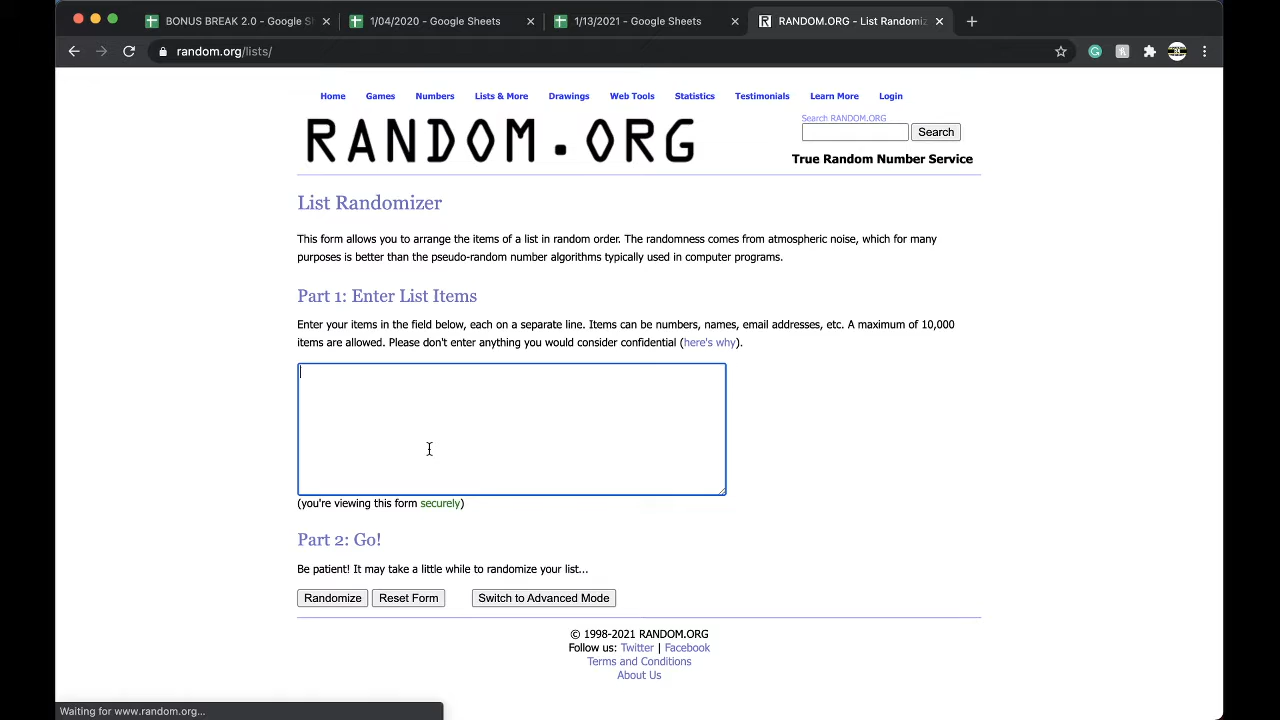 BONUS BREAK 2.0 - Google S
1/04/2020 - Google Sheets
1/13/2021 - Google Sheets
R RANDOM.ORG - List Randomiz
random.org/lists/
Home Games Numbers Lists & More Drawings Web Tools Statistics Testimonials Learn More Login
RANDOM.ORG
Search RANDOM.ORG
Search
True Random Number Service
List Randomizer
This form allows you to arrange the items of a list in random order. The randomness comes from atmospheric noise, which for many
purposes is better than the pseudo-random number algorithms typically used in computer programs.
Part 1: Enter List Items
Enter your items in the field below, each on a separate line. Items can be numbers, names, email addresses, etc. A maximum of 10,000
items are allowed. Please don't enter anything you would consider confidential (here's why).
(you're viewing this form securely)
Part 2: Go!
Be patient! It may take a little while to randomize your list...
Randomize Reset Form Switch to Advanced Mode
© 1998-2021 RANDOM.ORG
Follow us: Twitter | Facebook
Terms and Conditions
About Us
Waiting for www.random.org...